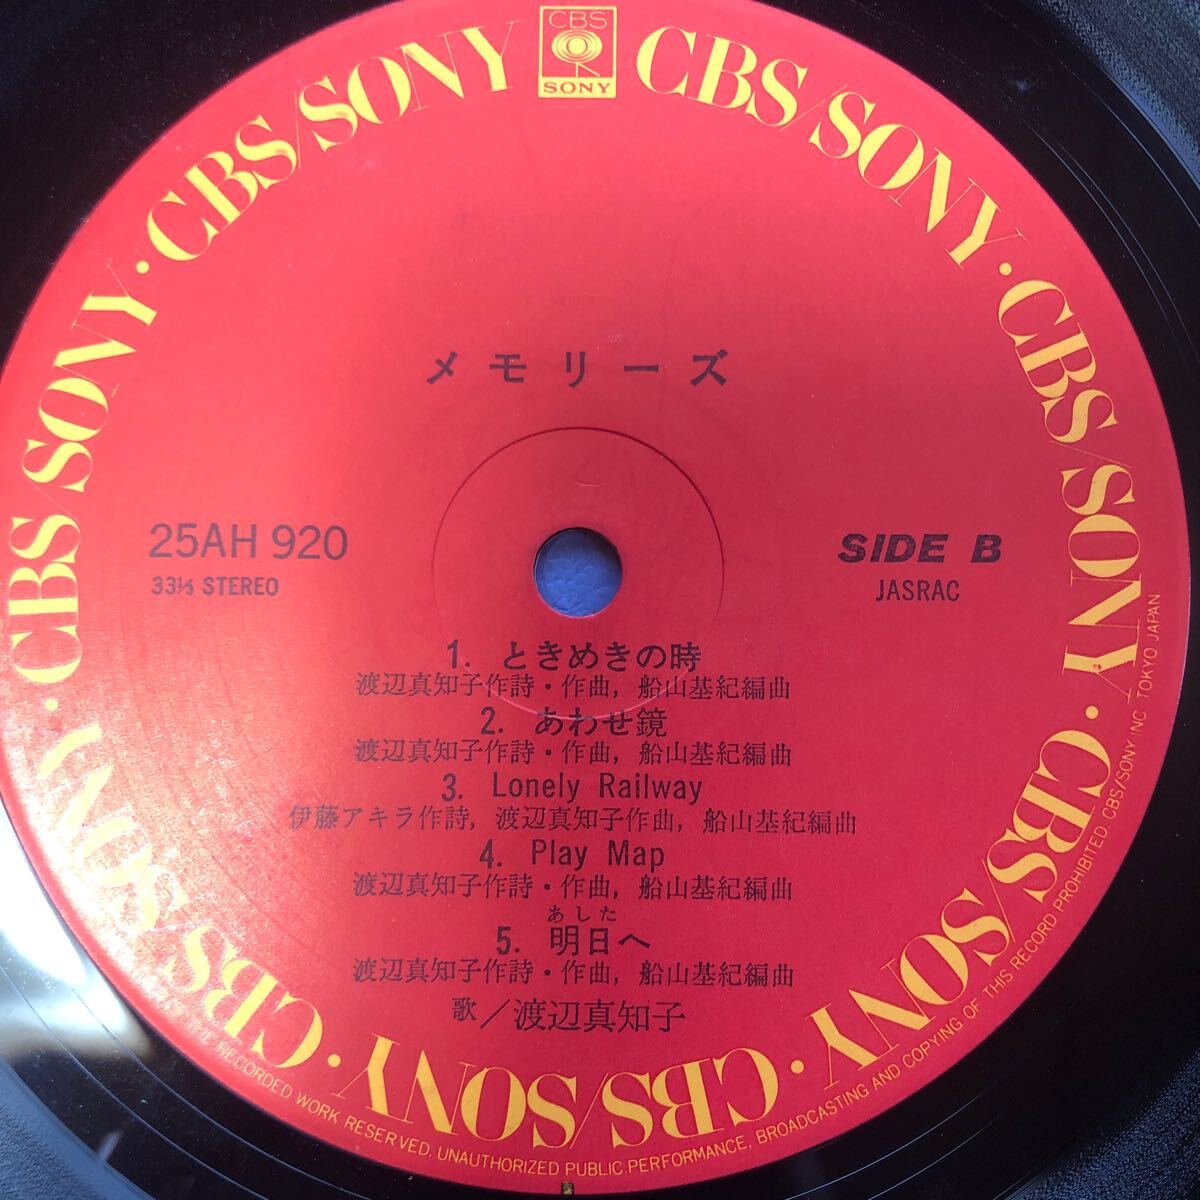 CBS
SONY
CBS/SONY · CBS/SONY · CBS/SONY · CBS/SONY · CBS/SONY · CBS/SONY · CBS/SONY · CBS/SONY
メモリーズ
25AH 920
33⅓ STEREO
SIDE B
JASRAC
1. ときめきの時
渡辺真知子作詩・作曲, 船山基紀編曲
2. あわせ鏡
渡辺真知子作詩・作曲, 船山基紀編曲
3. Lonely Railway
伊藤アキラ作詩, 渡辺真知子作曲, 船山基紀編曲
4. Play Map
渡辺真知子作詩・作曲, 船山基紀編曲
あした
5. 明日へ
渡辺真知子作詩・作曲, 船山基紀編曲
歌／渡辺真知子
RECORDED WORK RESERVED. UNAUTHORIZED PUBLIC PERFORMANCE, BROADCASTING AND COPYING OF THIS RECORD PROHIBITED. CBS/SONY INC TOKYO JAPAN